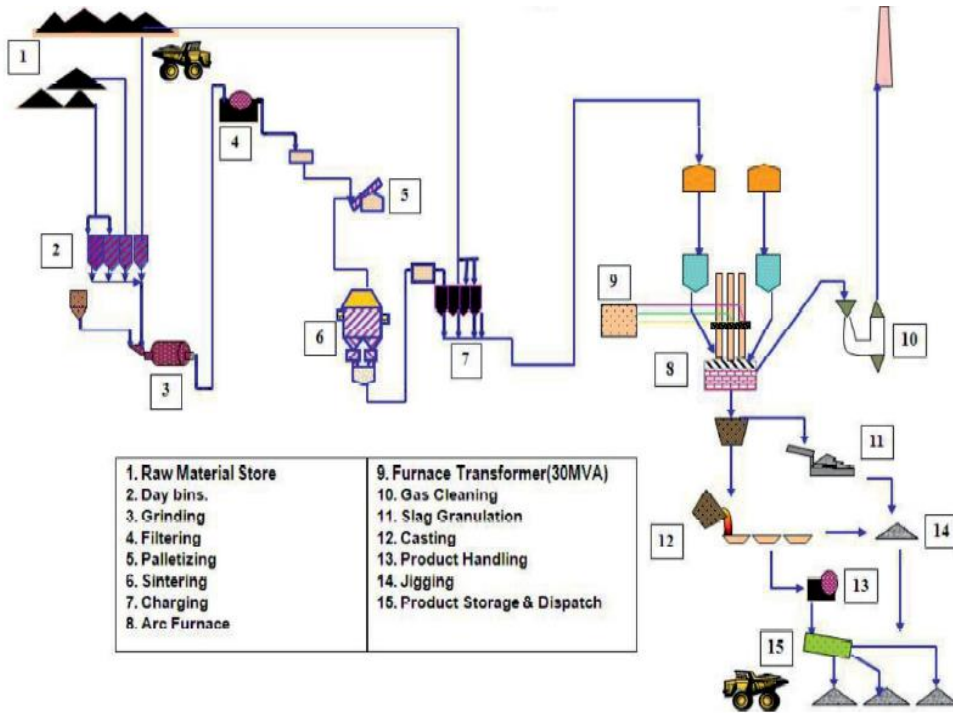 1
2
3
4
5
6
7
8
9
10
11
12
13
14
15
1. Raw Material Store
2. Day bins.
3. Grinding
4. Filtering
5. Palletizing
6. Sintering
7. Charging
8. Arc Furnace
9. Furnace Transformer(30MVA)
10. Gas Cleaning
11. Slag Granulation
12. Casting
13. Product Handling
14. Jigging
15. Product Storage & Dispatch